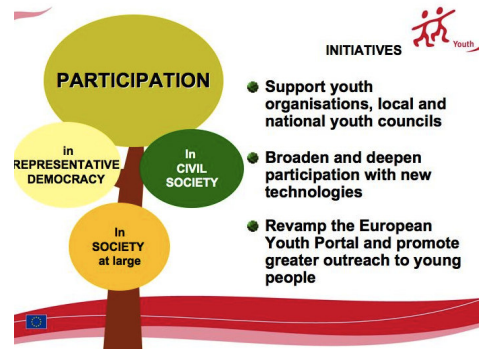 PARTICIPATION
in
REPRESENTATIVE
DEMOCRACY
In
CIVIL
SOCIETY
In
SOCIETY
at large
Youth
INITIATIVES
Support youth
organisations, local and
national youth councils
Broaden and deepen
participation with new
technologies
Revamp the European
Youth Portal and promote
greater outreach to young
people